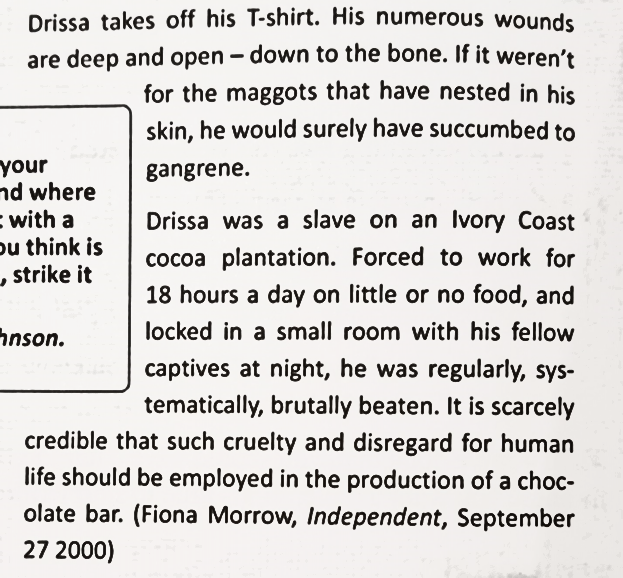 Drissa takes off his T-shirt. His numerous wounds
are deep and open – down to the bone. If it weren't
for the maggots that have nested in his
skin, he would surely have succumbed to
gangrene.
your
nd where
with a
ou think is
, strike it
hnson.
Drissa was a slave on an Ivory Coast
cocoa plantation. Forced to work for
18 hours a day on little or no food, and
locked in a small room with his fellow
captives at night, he was regularly, sys-
tematically, brutally beaten. It is scarcely
credible that such cruelty and disregard for human
life should be employed in the production of a choc-
olate bar. (Fiona Morrow, Independent, September
27 2000)